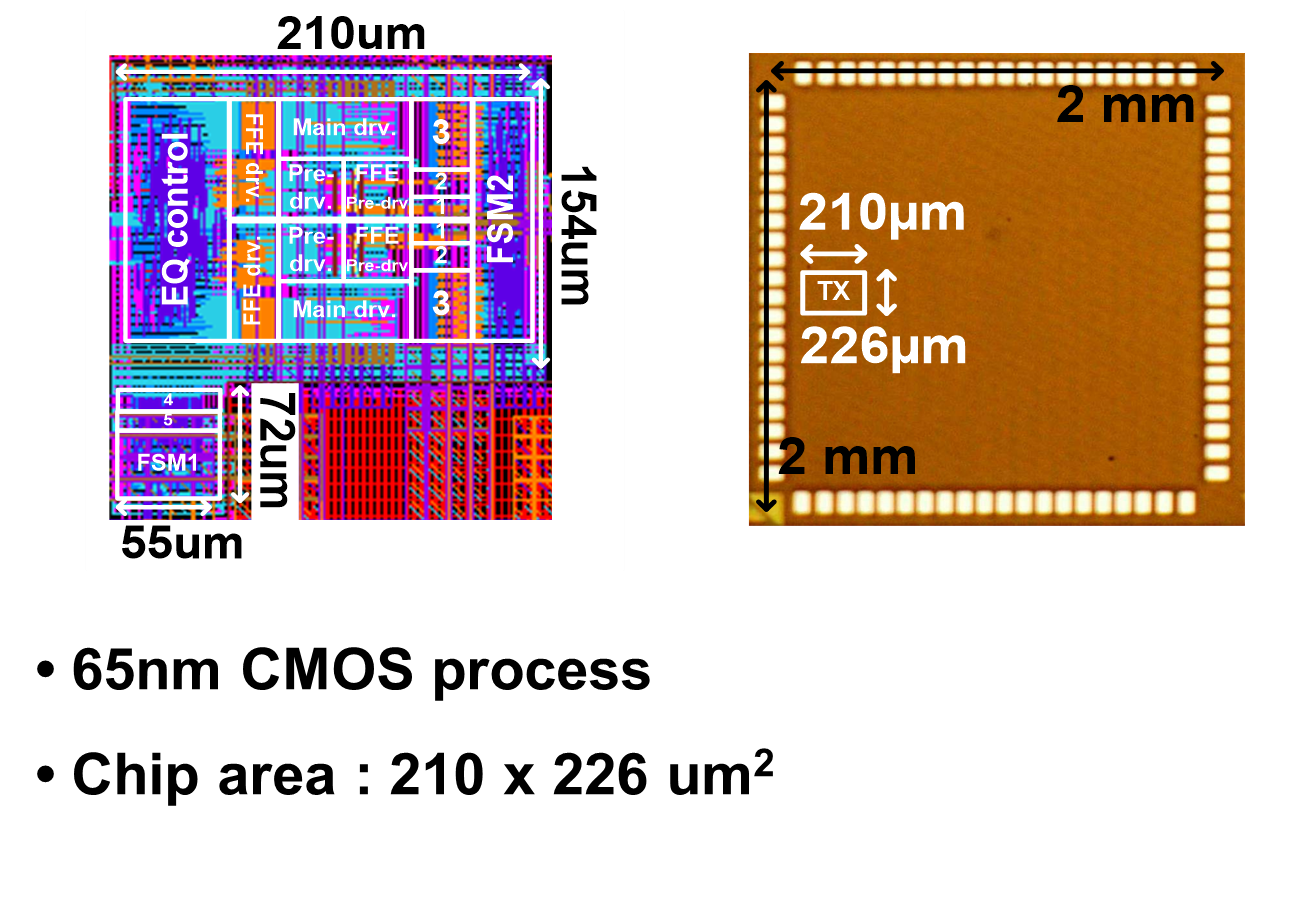 210um
EQ control
FFE drv.
Main drv.
3
Pre-
drv.
FFE
Pre-drv
2
1
Pre-
drv.
FFE
Pre-drv
1
2
FFE drv.
Main drv.
3
FSM2
154um
4
5
FSM1
72um
55um
2 mm
210µm
TX
226µm
2 mm
• 65nm CMOS process
• Chip area : 210 x 226 um²